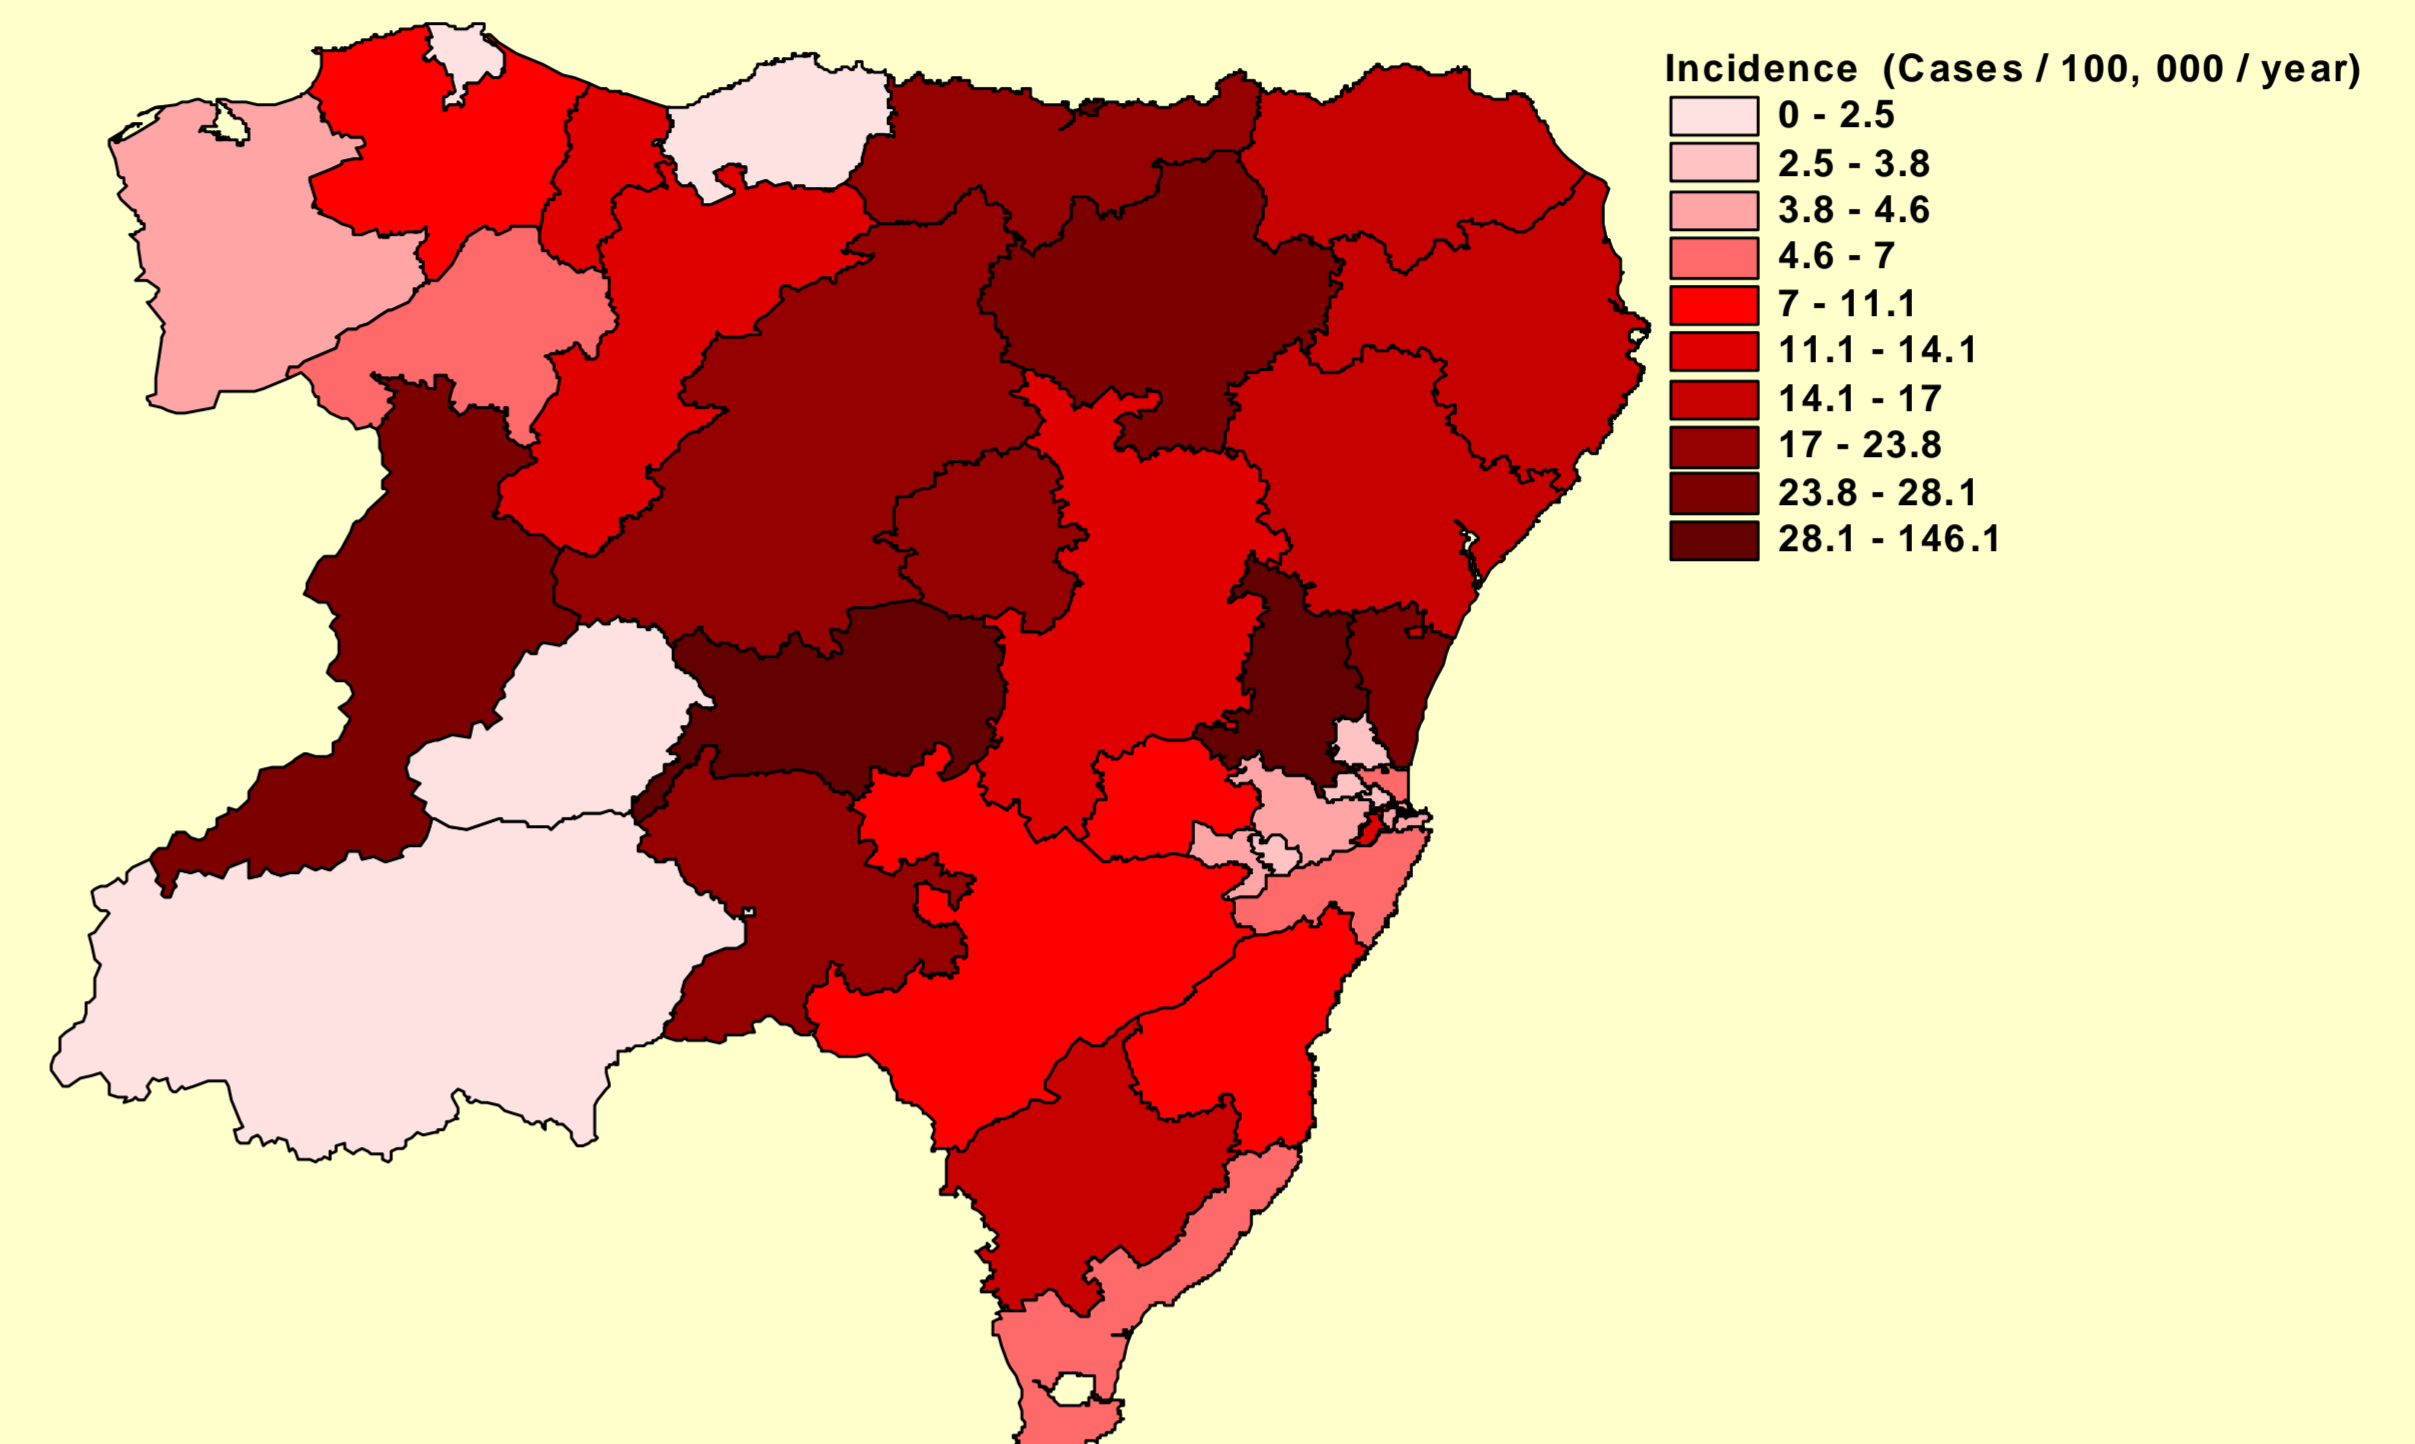 Incidence (Cases / 100, 000 / year)
0 - 2.5
2.5 - 3.8
3.8 - 4.6
4.6 - 7
7 - 11.1
11.1 - 14.1
14.1 - 17
17 - 23.8
23.8 - 28.1
28.1 - 146.1